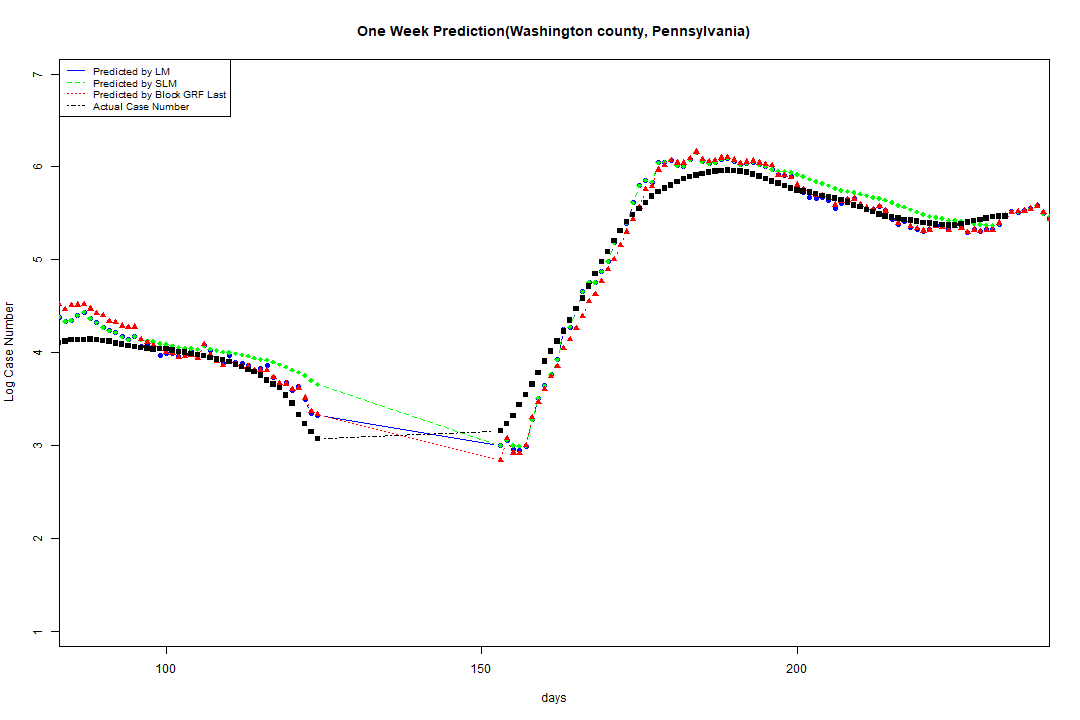 One Week Prediction(Washington county, Pennsylvania)
Predicted by LM
Predicted by SLM
Predicted by Block GRF Last
Actual Case Number
7
6
5
4
3
2
1
Log Case Number
100 150 200
days